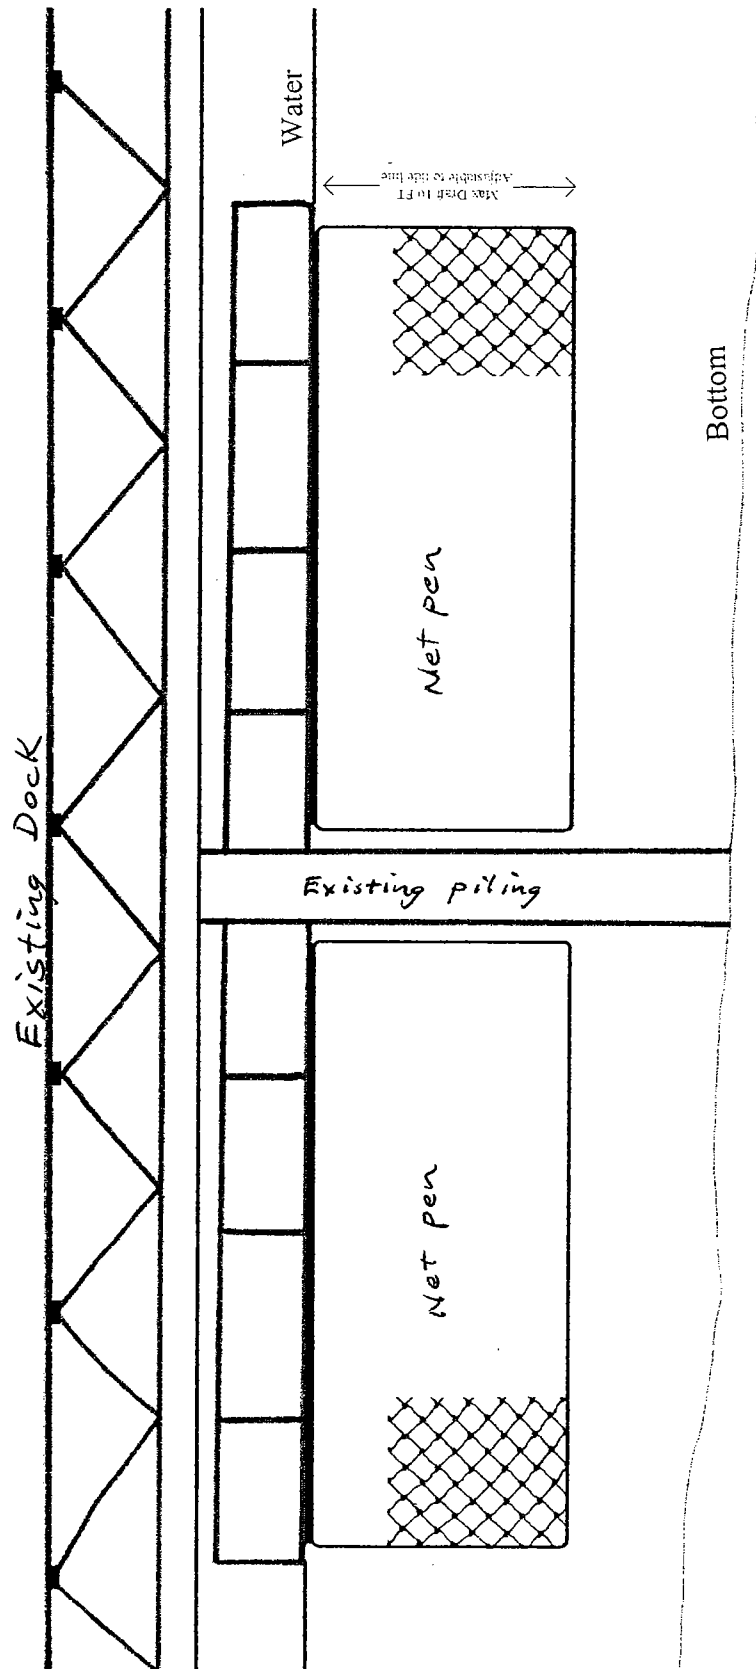 Existing Dock
Water
Max Draft 10 FT
Adjustable to tide line
Net pen
Existing piling
Net pen
Bottom